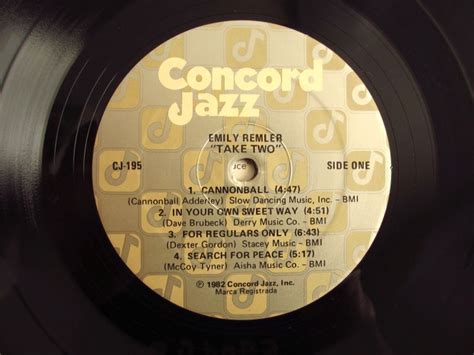 Concord
Jazz
EMILY REMLER
"TAKE TWO"
CJ-195
JCE
SIDE ONE
1. CANNONBALL (4:47)
(Cannonball Adderley) Slow Dancing Music, Inc. – BMI
2. IN YOUR OWN SWEET WAY (4:51)
(Dave Brubeck) Derry Music Co. – BMI
3. FOR REGULARS ONLY (4:30)
(Dexter Gordon) Stacey Music – BMI
4. SEARCH FOR PEACE (5:17)
(McCoy Tyner) Aisha Music Co. – BMI
℗ 1982 Concord Jazz, Inc.
Marca Registrada